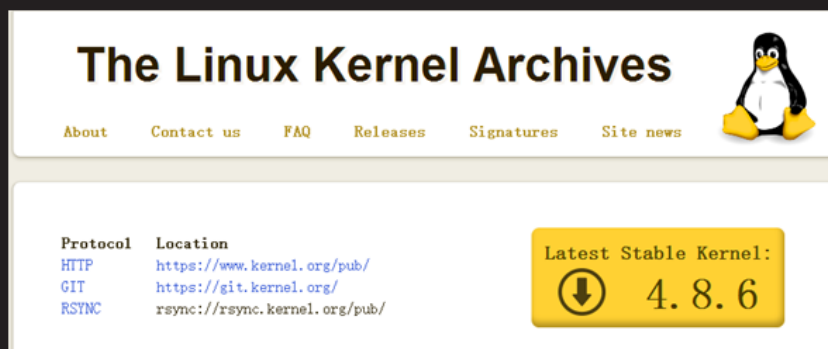 The Linux Kernel Archives
About Contact us FAQ Releases Signatures Site news
Protocol Location
HTTP https://www.kernel.org/pub/
GIT https://git.kernel.org/
RSYNC rsync://rsync.kernel.org/pub/
Latest Stable Kernel:
4.8.6